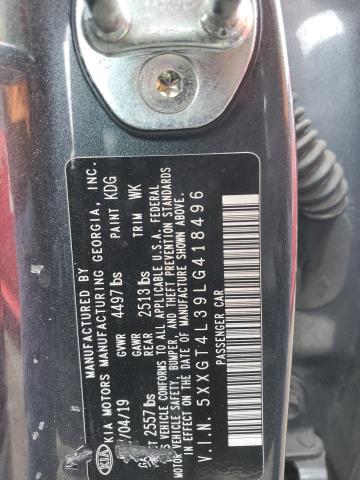 MANUFACTURED BY
KIA MOTORS MANUFACTURING GEORGIA, INC.
/04/19 GVWR 4497 lbs PAINT KDG
T 2557 lbs GAWR REAR 2513 lbs TRIM WK
VEHICLE CONFORMS TO ALL APPLICABLE U.S.A. FEDERAL
MOTOR VEHICLE SAFETY, BUMPER, AND THEFT PREVENTION STANDARDS
IN EFFECT ON THE DATE OF MANUFACTURE SHOWN ABOVE.
V.I.N. 5XXGT4L39LG418496
PASSENGER CAR
KIA